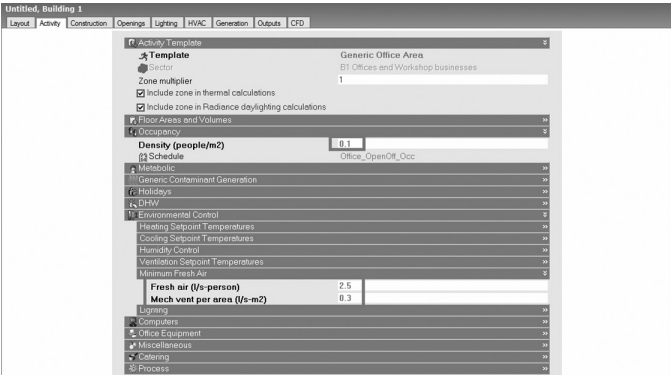 Untitled, Building 1
Layout Activity Construction Openings Lighting HVAC Generation Outputs CFD
Activity Template
Template Generic Office Area
Sector B1 Offices and Workshop businesses
Zone multiplier 1
Include zone in thermal calculations
Include zone in Radiance daylighting calculations
Floor Areas and Volumes
Occupancy
Density (people/m2) 0.1
Schedule Office_OpenOff_Occ
Metabolic
Generic Contaminant Generation
Holidays
DHW
Environmental Control
Heating Setpoint Temperatures
Cooling Setpoint Temperatures
Humidity Control
Ventilation Setpoint Temperatures
Minimum Fresh Air
Fresh air (l/s-person) 2.5
Mech vent per area (l/s-m2) 0.3
Lighting
Computers
Office Equipment
Miscellaneous
Catering
Process